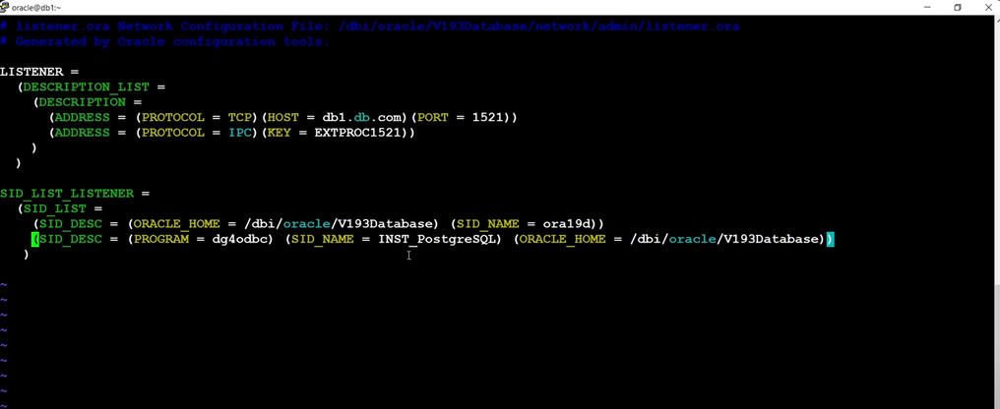 oracle@db1:~
# listener.ora Network Configuration File: /dbi/oracle/V193Database/network/admin/listener.ora
# Generated by Oracle configuration tools.
LISTENER =
(DESCRIPTION_LIST =
(DESCRIPTION =
(ADDRESS = (PROTOCOL = TCP)(HOST = db1.db.com)(PORT = 1521))
(ADDRESS = (PROTOCOL = IPC)(KEY = EXTPROC1521))
)
)
SID_LIST_LISTENER =
(SID_LIST =
(SID_DESC = (ORACLE_HOME = /dbi/oracle/V193Database) (SID_NAME = ora19d))
(SID_DESC = (PROGRAM = dg4odbc) (SID_NAME = INST_PostgreSQL) (ORACLE_HOME = /dbi/oracle/V193Database))
)
~
~
~
~
~
~
~
~
~